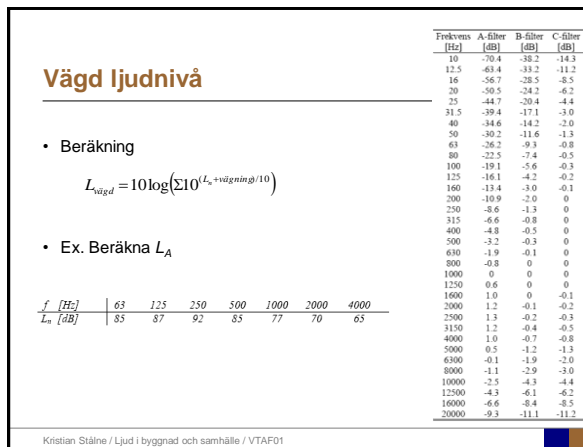 Vägd ljudnivå
• Beräkning
L_vägd = 10 log(Σ10^(L_n+vägning)/10)
• Ex. Beräkna L_A
f [Hz] 63 125 250 500 1000 2000 4000
L_n [dB] 85 87 92 85 77 70 65
Frekvens A-filter B-filter C-filter
[Hz] [dB] [dB] [dB]
10 -70.4 -38.2 -14.3
12.5 -63.4 -33.2 -11.2
16 -56.7 -28.5 -8.5
20 -50.5 -24.2 -6.2
25 -44.7 -20.4 -4.4
31.5 -39.4 -17.1 -3.0
40 -34.6 -14.2 -2.0
50 -30.2 -11.6 -1.3
63 -26.2 -9.3 -0.8
80 -22.5 -7.4 -0.5
100 -19.1 -5.6 -0.3
125 -16.1 -4.2 -0.2
160 -13.4 -3.0 -0.1
200 -10.9 -2.0 0
250 -8.6 -1.3 0
315 -6.6 -0.8 0
400 -4.8 -0.5 0
500 -3.2 -0.3 0
630 -1.9 -0.1 0
800 -0.8 0 0
1000 0 0 0
1250 0.6 0 0
1600 1.0 0 -0.1
2000 1.2 -0.1 -0.2
2500 1.3 -0.2 -0.3
3150 1.2 -0.4 -0.5
4000 1.0 -0.7 -0.8
5000 0.5 -1.2 -1.3
6300 -0.1 -1.9 -2.0
8000 -1.1 -2.9 -3.0
10000 -2.5 -4.3 -4.4
12500 -4.3 -6.1 -6.2
16000 -6.6 -8.4 -8.5
20000 -9.3 -11.1 -11.2
Kristian Stålne / Ljud i byggnad och samhälle / VTAF01